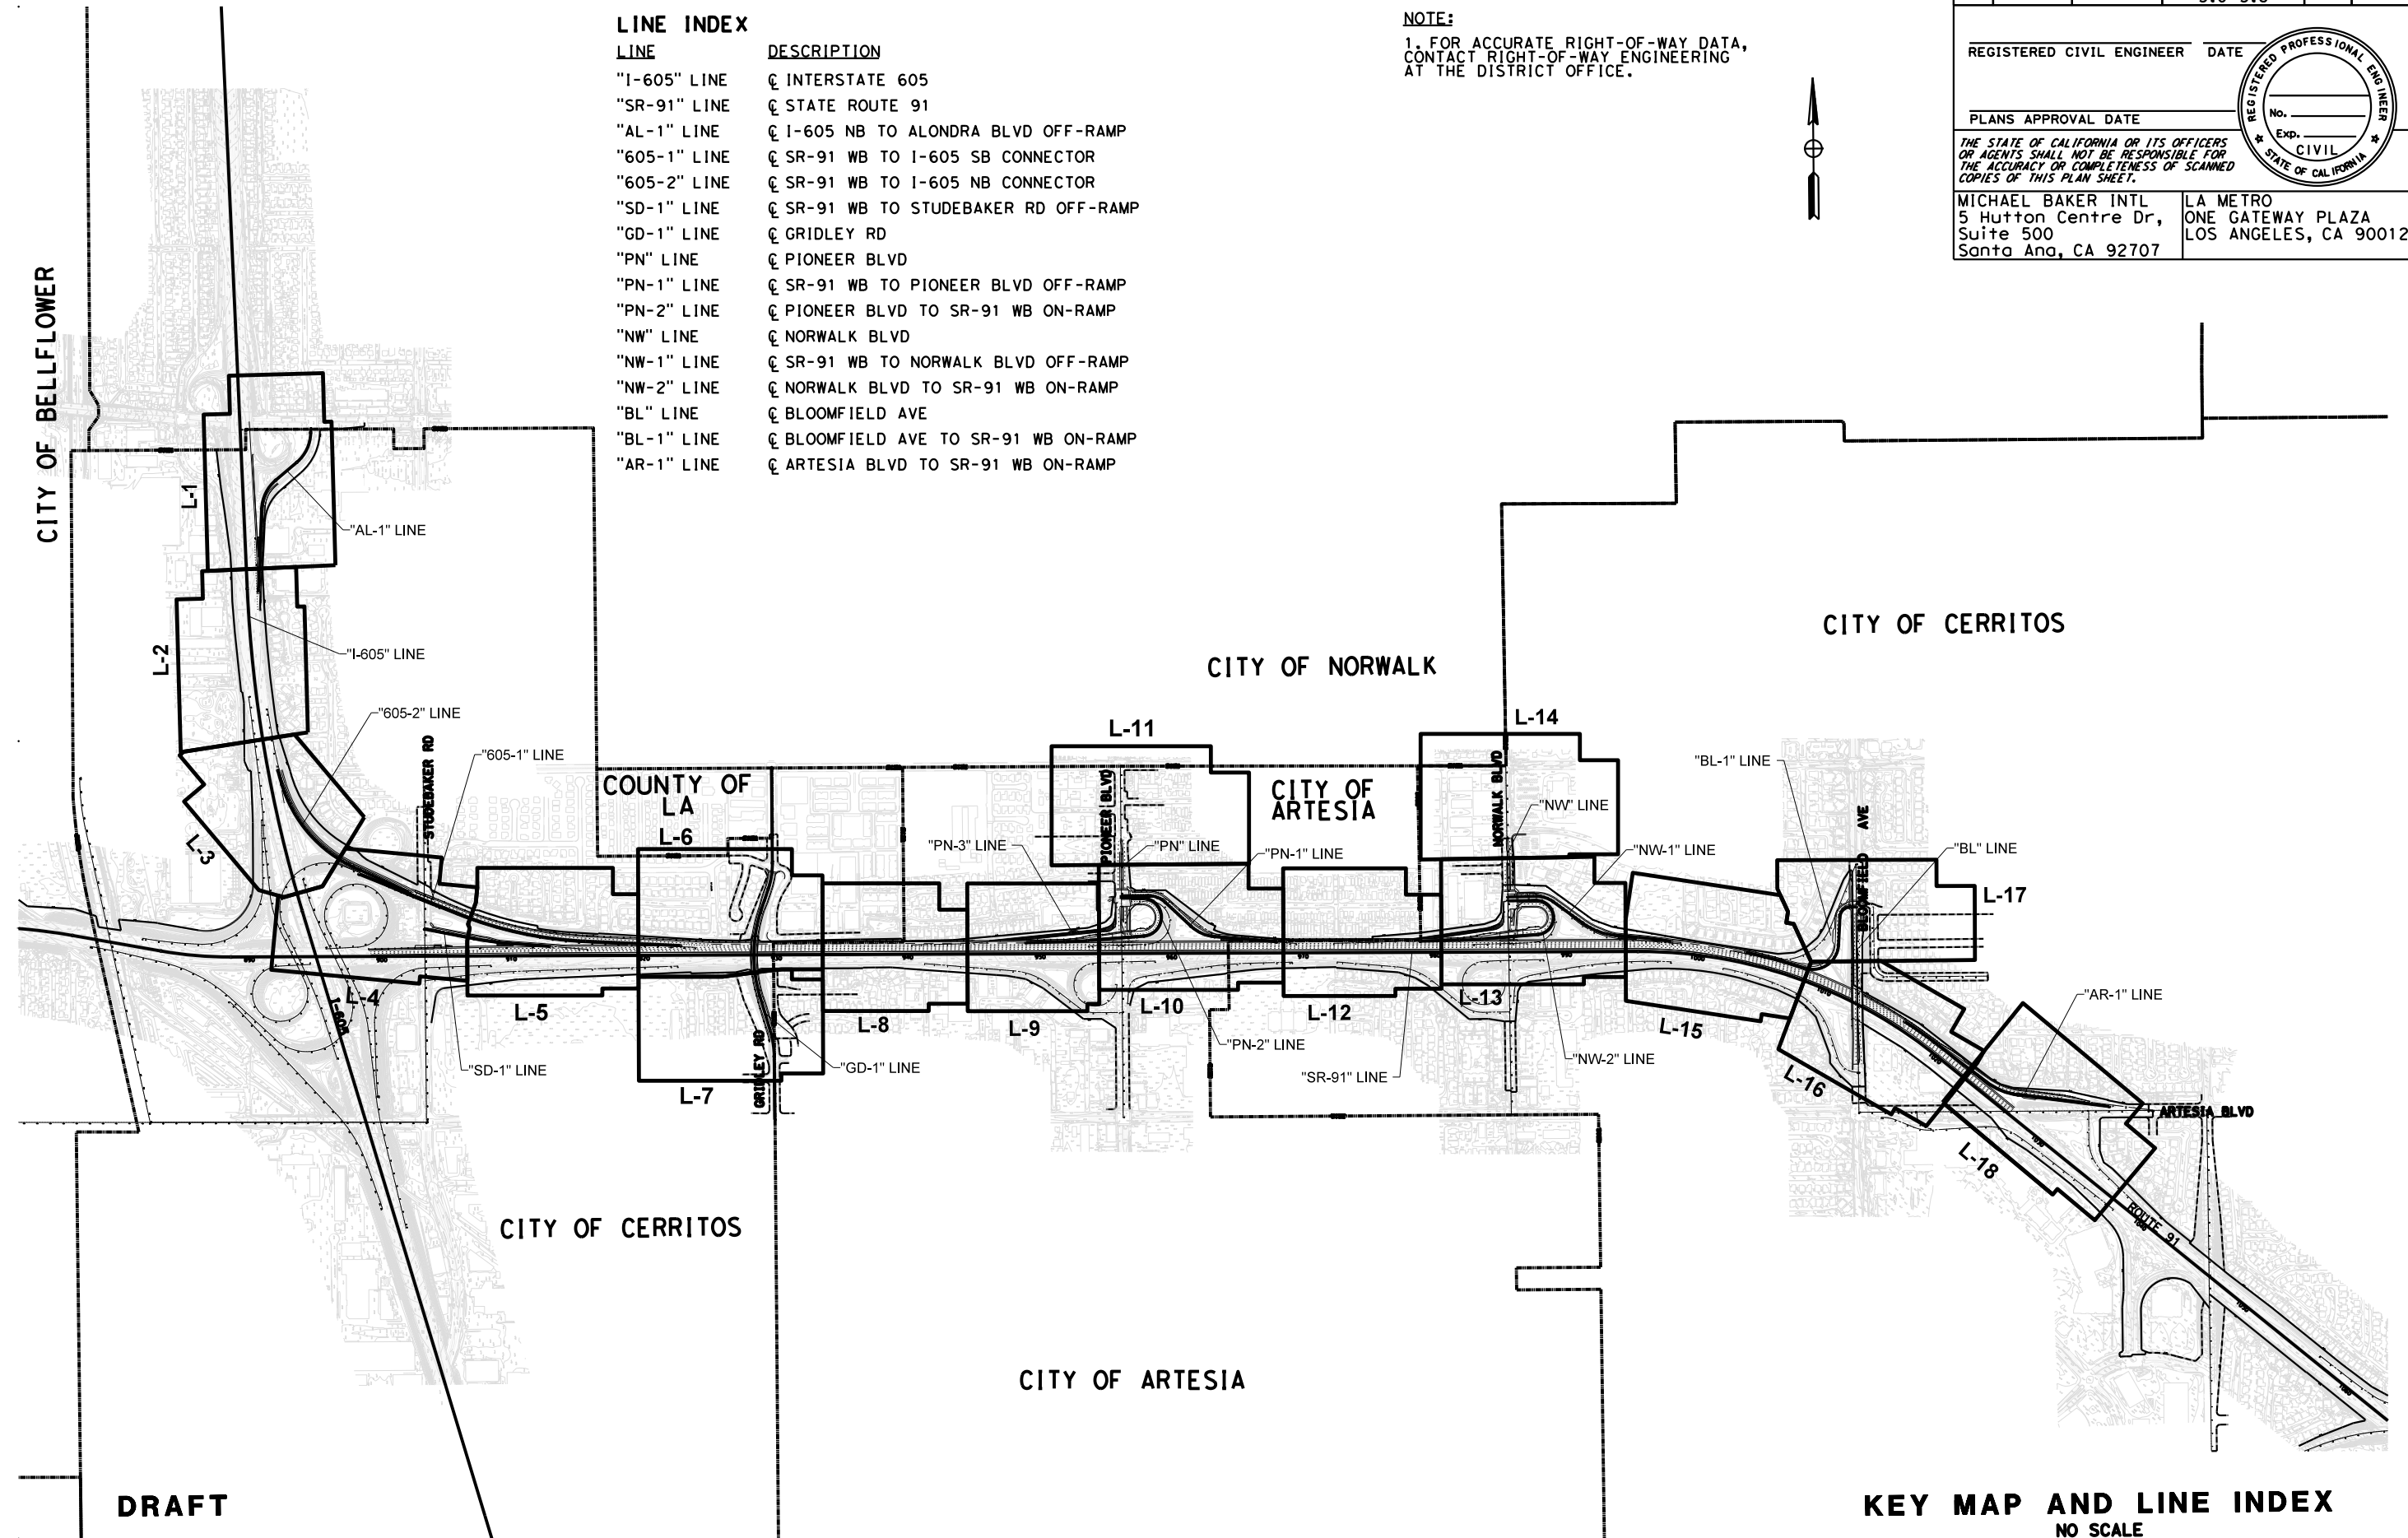 LINE INDEX
LINE DESCRIPTION
"I-605" LINE ℄ INTERSTATE 605
"SR-91" LINE ℄ STATE ROUTE 91
"AL-1" LINE ℄ I-605 NB TO ALONDRA BLVD OFF-RAMP
"605-1" LINE ℄ SR-91 WB TO I-605 SB CONNECTOR
"605-2" LINE ℄ SR-91 WB TO I-605 NB CONNECTOR
"SD-1" LINE ℄ SR-91 WB TO STUDEBAKER RD OFF-RAMP
"GD-1" LINE ℄ GRIDLEY RD
"PN" LINE ℄ PIONEER BLVD
"PN-1" LINE ℄ SR-91 WB TO PIONEER BLVD OFF-RAMP
"PN-2" LINE ℄ PIONEER BLVD TO SR-91 WB ON-RAMP
"NW" LINE ℄ NORWALK BLVD
"NW-1" LINE ℄ SR-91 WB TO NORWALK BLVD OFF-RAMP
"NW-2" LINE ℄ NORWALK BLVD TO SR-91 WB ON-RAMP
"BL" LINE ℄ BLOOMFIELD AVE
"BL-1" LINE ℄ BLOOMFIELD AVE TO SR-91 WB ON-RAMP
"AR-1" LINE ℄ ARTESIA BLVD TO SR-91 WB ON-RAMP
NOTE:
1. FOR ACCURATE RIGHT-OF-WAY DATA,
CONTACT RIGHT-OF-WAY ENGINEERING
AT THE DISTRICT OFFICE.
REGISTERED CIVIL ENGINEER DATE
PLANS APPROVAL DATE
REGISTERED PROFESSIONAL ENGINEER
No.
Exp.
CIVIL
STATE OF CALIFORNIA
THE STATE OF CALIFORNIA OR ITS OFFICERS
OR AGENTS SHALL NOT BE RESPONSIBLE FOR
THE ACCURACY OR COMPLETENESS OF SCANNED
COPIES OF THIS PLAN SHEET.
MICHAEL BAKER INTL
5 Hutton Centre Dr,
Suite 500
Santa Ana, CA 92707
LA METRO
ONE GATEWAY PLAZA
LOS ANGELES, CA 90012
CITY OF BELLFLOWER
L-1
"AL-1" LINE
L-2
"I-605" LINE
CITY OF CERRITOS
CITY OF NORWALK
"605-2" LINE
STUDEBAKER RD
"605-1" LINE
L-3
COUNTY OF
LA
L-6
L-11
PIONEER BLVD
CITY OF
ARTESIA
L-14
NORWALK BLVD
"NW" LINE
"BL-1" LINE
BLOOMFIELD AVE
"BL" LINE
"PN-3" LINE
"PN" LINE
"PN-1" LINE
"NW-1" LINE
L-17
L-4
I-605
L-5
L-8
L-9
L-10
L-12
L-13
L-15
"AR-1" LINE
"SD-1" LINE
L-7
GRIDLEY RD
"GD-1" LINE
"PN-2" LINE
"SR-91" LINE
"NW-2" LINE
L-16
ARTESIA BLVD
L-18
ROUTE 91
CITY OF CERRITOS
CITY OF ARTESIA
DRAFT
KEY MAP AND LINE INDEX
NO SCALE